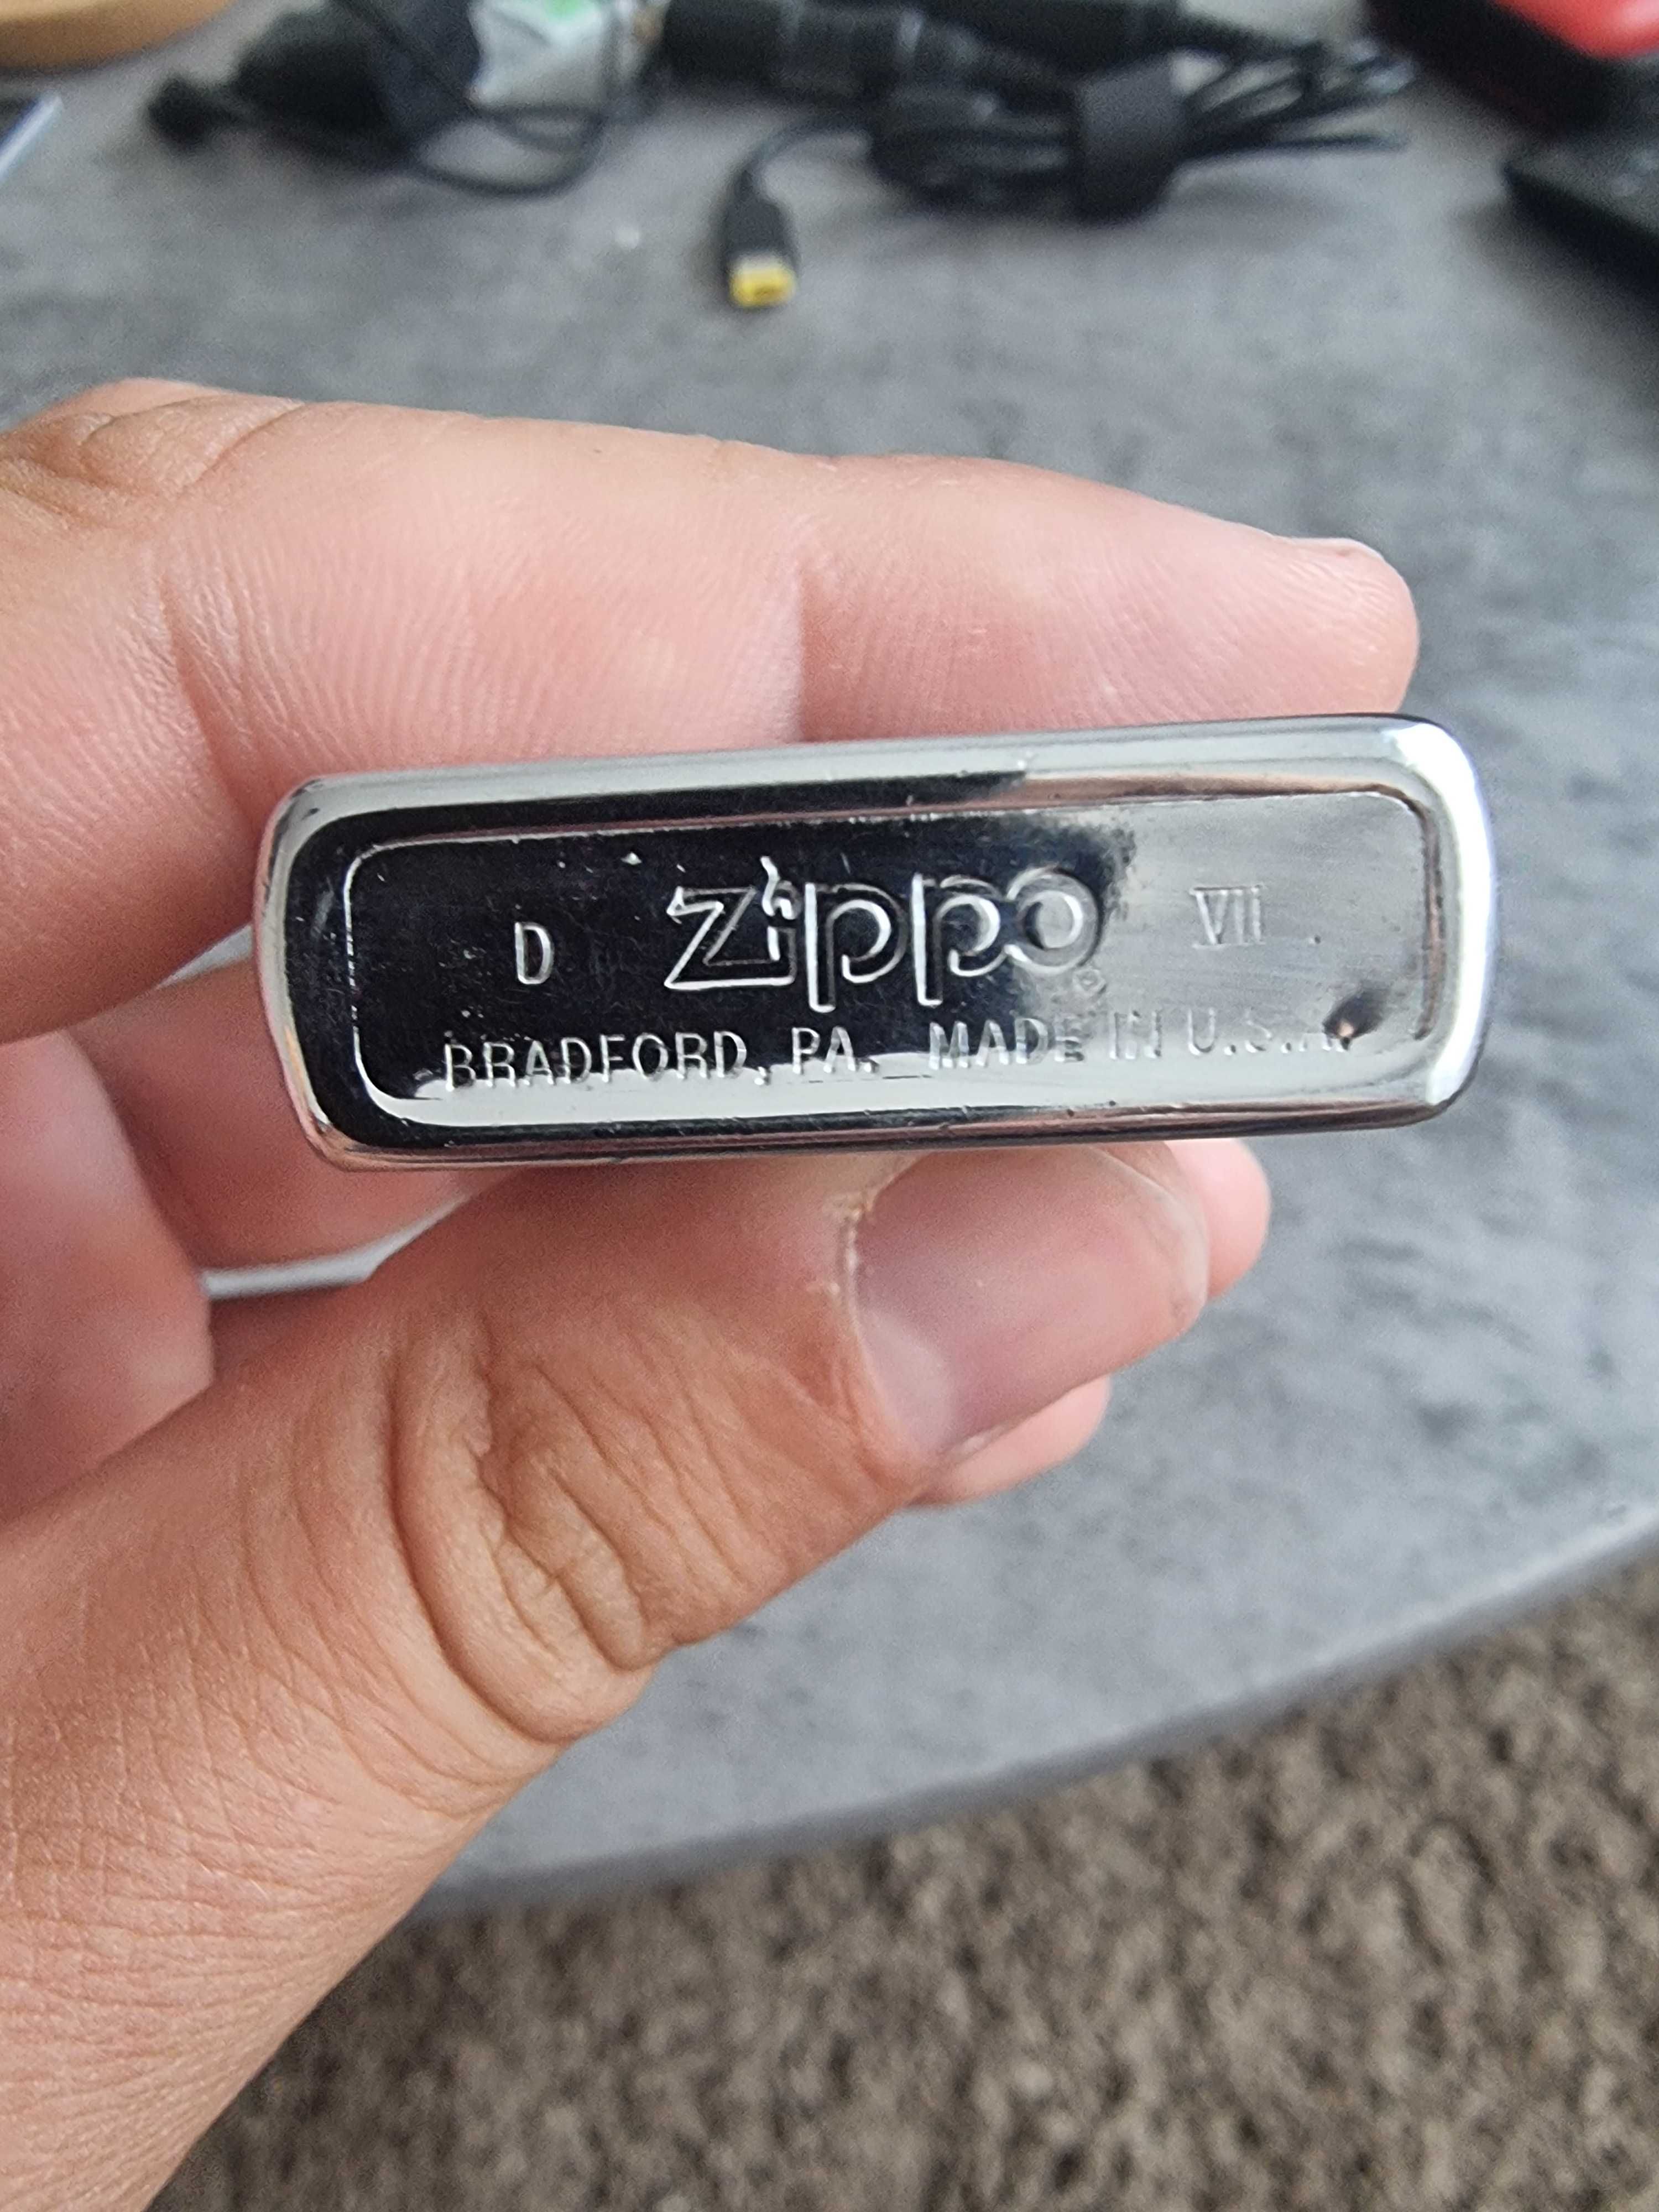 D Zippo ® VII
BRADFORD, PA. MADE IN U.S.A.